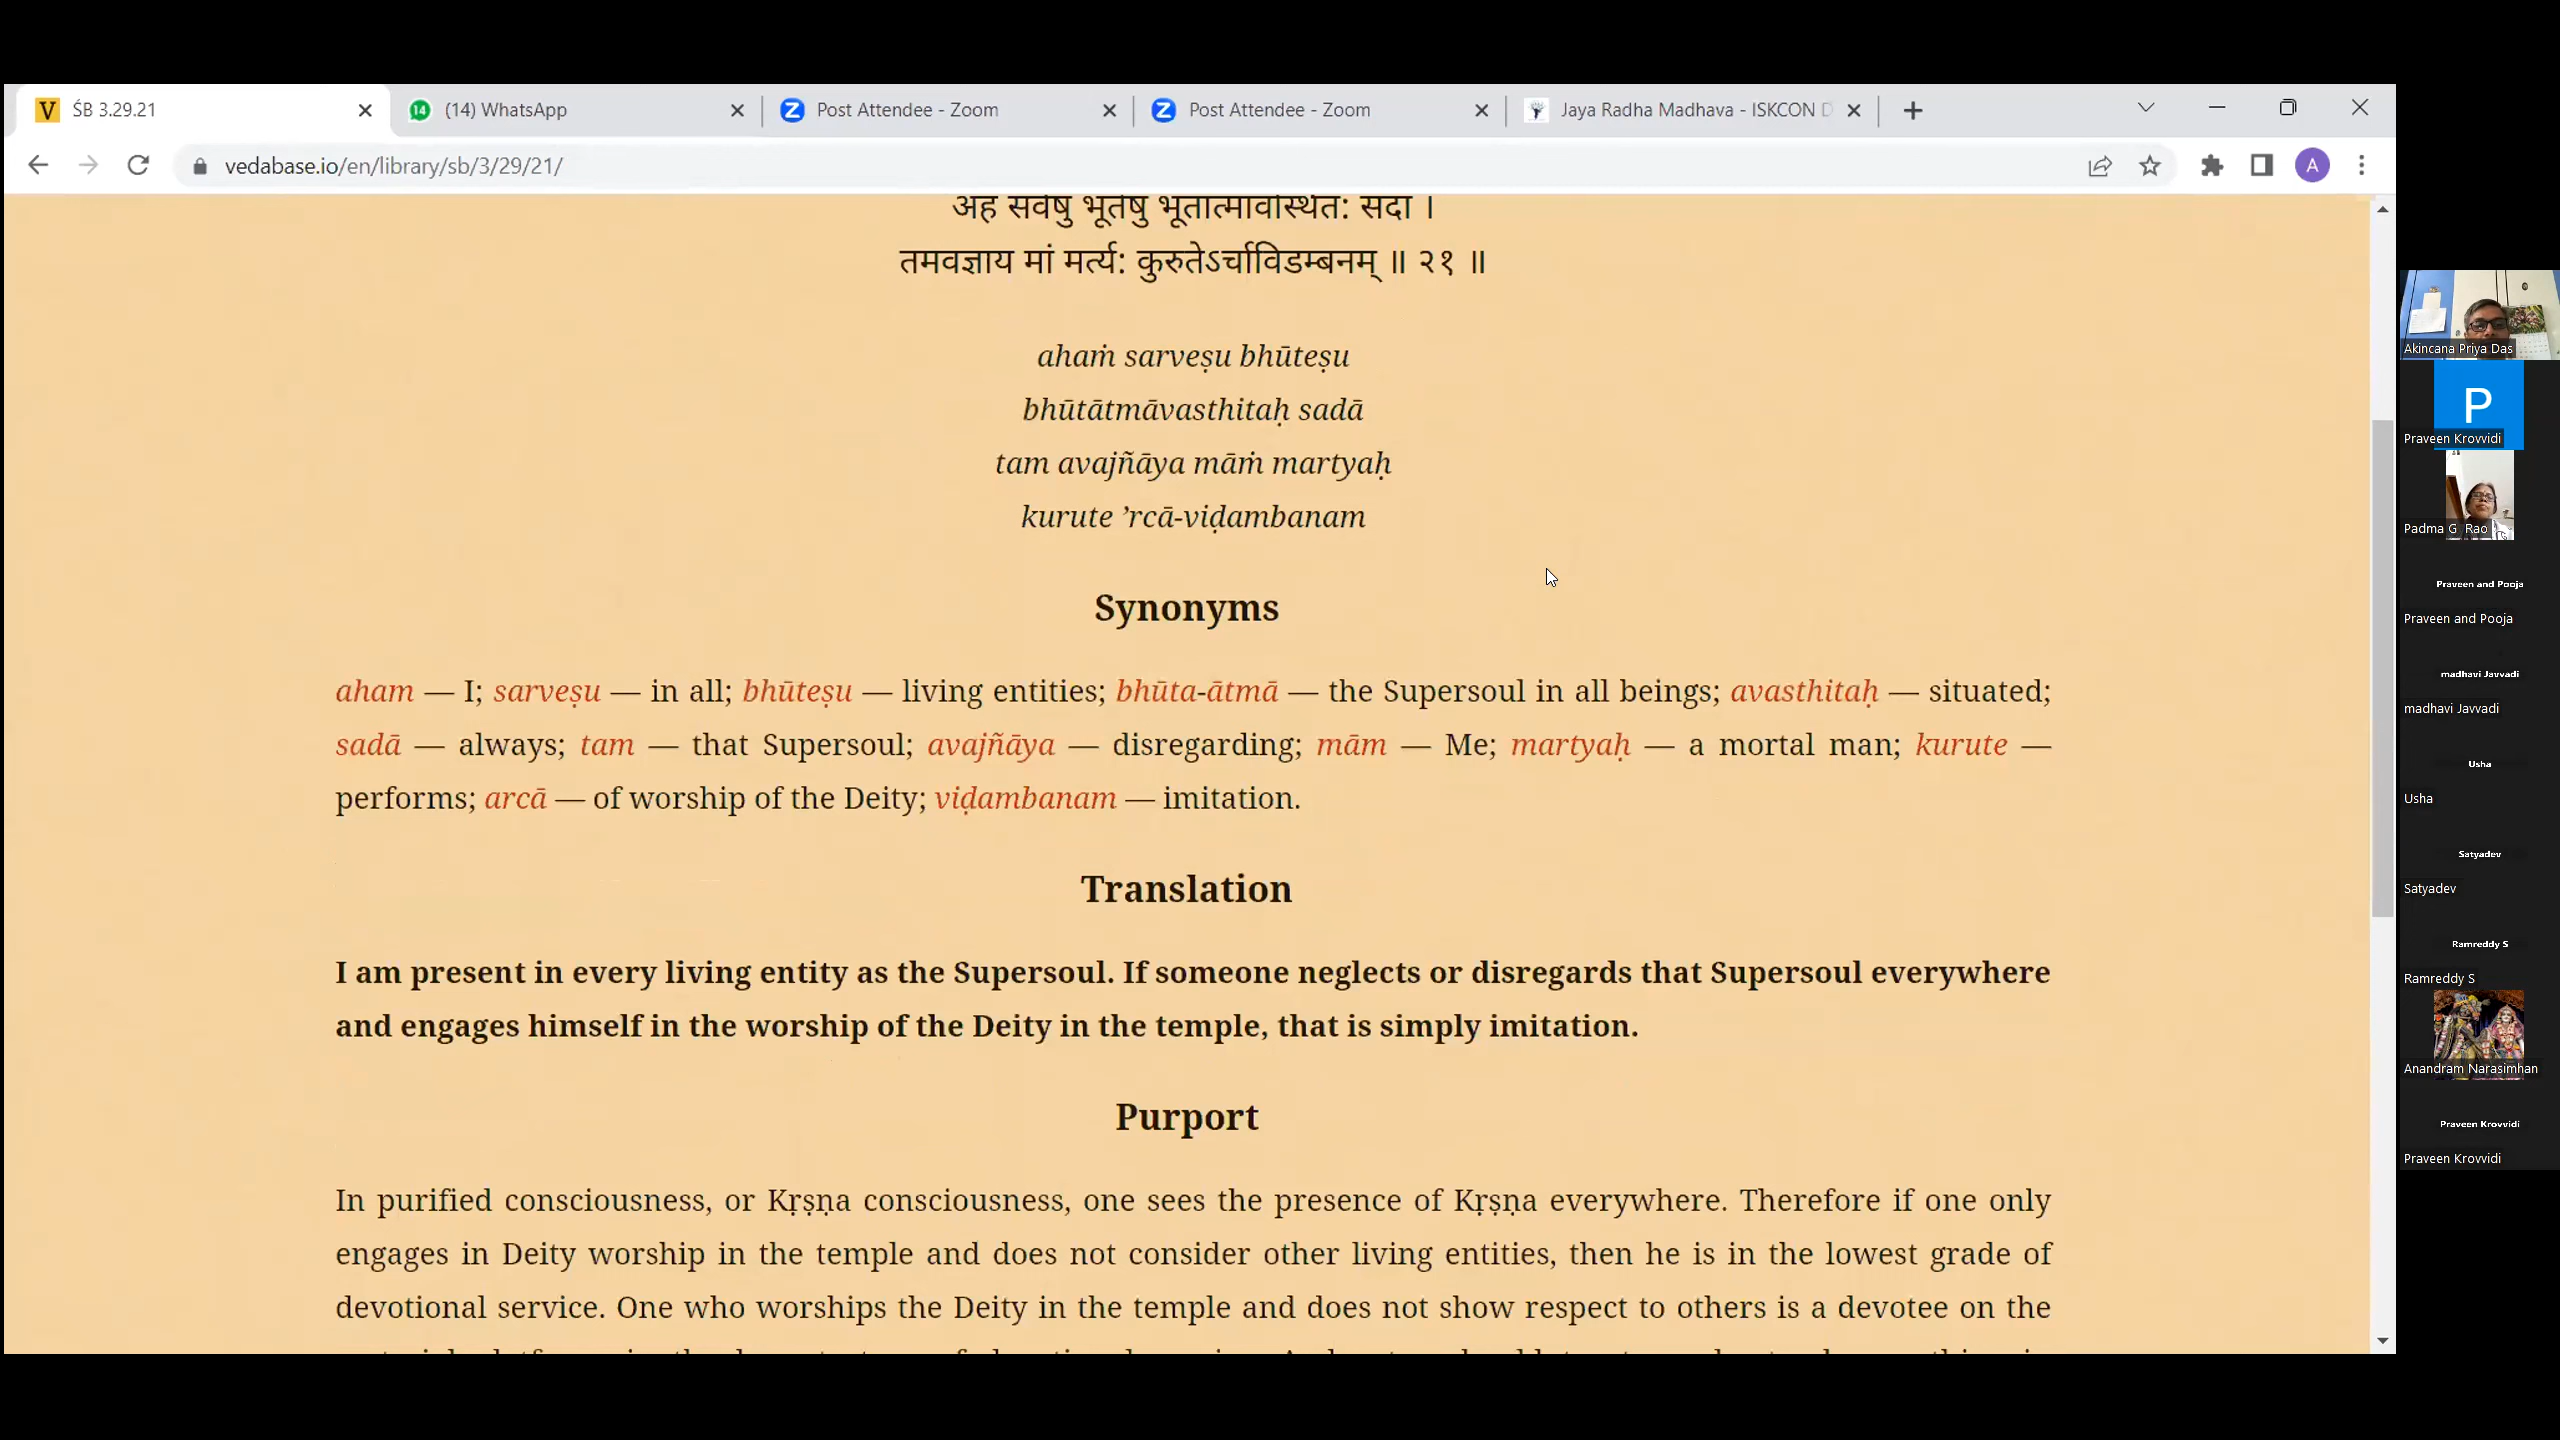 ŚB 3.29.21
(14) WhatsApp
Post Attendee - Zoom
Post Attendee - Zoom
Jaya Radha Madhava - ISKCON D
vedabase.io/en/library/sb/3/29/21/
A
अहं सर्वेषु भूतेषु भूतात्मावस्थित: सदा ।
तमवज्ञाय मां मर्त्य: कुरुतेऽर्चाविडम्बनम् ॥ २१ ॥
ahaṁ sarveṣu bhūteṣu
bhūtātmāvasthitaḥ sadā
tam avajñāya māṁ martyaḥ
kurute ’rcā-viḍambanam
Synonyms
aham — I; sarveṣu — in all; bhūteṣu — living entities; bhūta-ātmā — the Supersoul in all beings; avasthitaḥ — situated;
sadā — always; tam — that Supersoul; avajñāya — disregarding; mām — Me; martyaḥ — a mortal man; kurute —
performs; arcā — of worship of the Deity; viḍambanam — imitation.
Translation
I am present in every living entity as the Supersoul. If someone neglects or disregards that Supersoul everywhere
and engages himself in the worship of the Deity in the temple, that is simply imitation.
Purport
In purified consciousness, or Kṛṣṇa consciousness, one sees the presence of Kṛṣṇa everywhere. Therefore if one only
engages in Deity worship in the temple and does not consider other living entities, then he is in the lowest grade of
devotional service. One who worships the Deity in the temple and does not show respect to others is a devotee on the
Akincana Priya Das
P
Praveen Krovvidi
Padma G Rao
Praveen and Pooja
Praveen and Pooja
madhavi Javvadi
madhavi Javvadi
Usha
Usha
Satyadev
Satyadev
Ramreddy S
Ramreddy S
Anandram Narasimhan
Praveen Krovvidi
Praveen Krovvidi